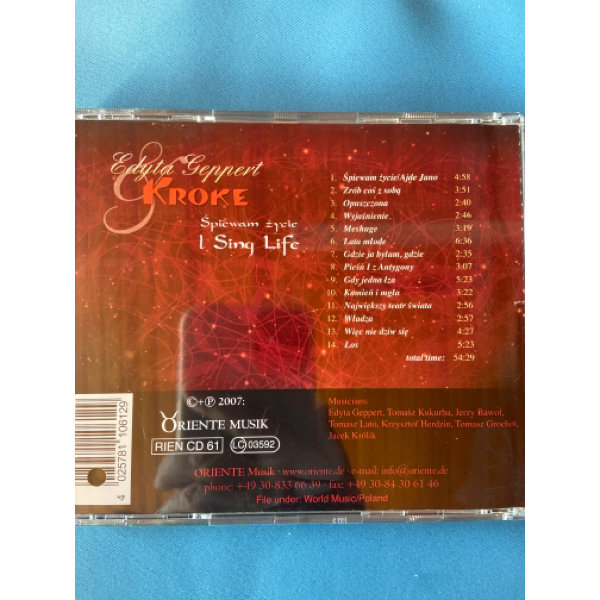 Edyta Geppert
& KROKE
Śpiewam życie
I Sing Life
1. Śpiewam życie/Ajde Jano 4:58
2. Zrób coś z sobą 3:51
3. Opuszczona 2:40
4. Wyjaśnienie 2:46
5. Meshuge 3:19
6. Lata młode 6:36
7. Gdzie ja byłam, gdzie 2:35
8. Pieśń I z Antygony 3:07
9. Gdy jedna łza 5:23
10. Kamień i mgła 3:22
11. Największy teatr świata 2:56
12. Władza 2:57
13. Więc nie dziw się 4:27
14. Los 5:23
total time: 54:29
©+℗ 2007:
ORIENTE MUSIK
RIEN CD 61 LC 03592
Musicians:
Edyta Geppert, Tomasz Kukurba, Jerzy Bawoł,
Tomasz Lato, Krzysztof Herdzin, Tomasz Grochot,
Jacek Królik
ORIENTE Musik · www.oriente.de · e-mail: info@oriente.de
phone: +49 30-833 66 39 · fax: +49 30-84 30 61 46
File under: World Music/Poland
4 025781 106129